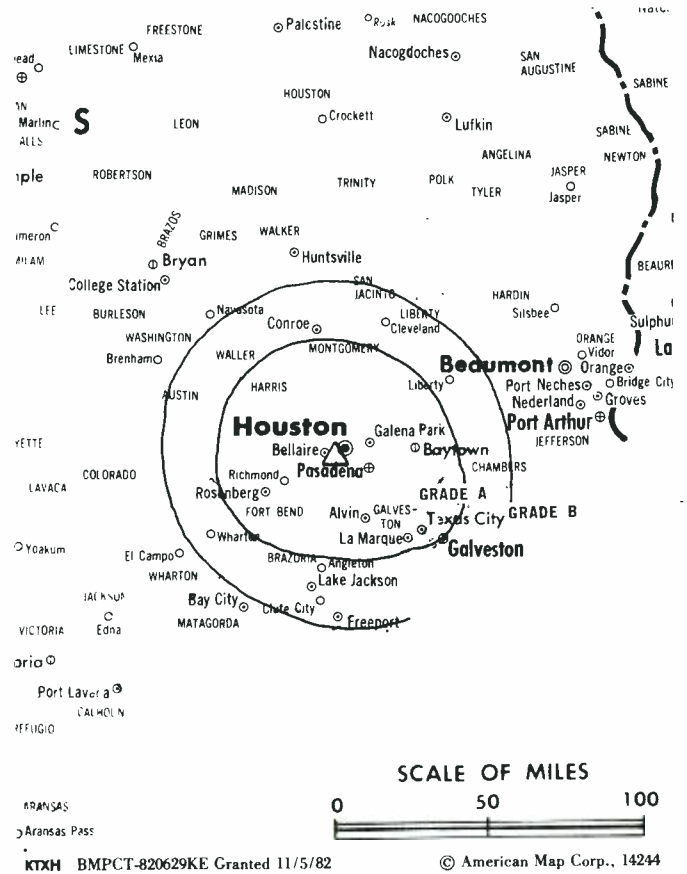 FREESTONE
Palestine
Rusk
NACOGDOCHES
LIMESTONE
Mexia
Nacogdoches
SAN
AUGUSTINE
SABINE
HOUSTON
Marlin
S
LEON
Crockett
Lufkin
SABINE
ANGELINA
NEWTON
ROBERTSON
MADISON
TRINITY
POLK
TYLER
JASPER
Jasper
BRAZOS
GRIMES
WALKER
Bryan
Huntsville
College Station
SAN
JACINTO
LEE
BURLESON
Navasota
LIBERTY
Cleveland
HARDIN
Silsbee
Conroe
WASHINGTON
WALLER
MONTGOMERY
Brenham
ORANGE
Vidor
Beaumont
Orange
AUSTIN
HARRIS
Liberty
Port Neches
Bridge City
Nederland
Groves
Port Arthur
JEFFERSON
Houston
Galena Park
Bellaire
Baytown
Pasadena
CHAMBERS
COLORADO
LAVACA
Richmond
Rosenberg
GRADE A
GRADE B
FORT BEND
Alvin
GALVES-
TON
Texas City
La Marque
Galveston
Yoakum
Wharton
El Campo
BRAZORIA
Angleton
WHARTON
Lake Jackson
JACKSON
Bay City
Clute City
VICTORIA
Edna
MATAGORDA
Freeport
Port Lavaca
CALHOUN
SCALE OF MILES
0 50 100
ARANSAS
Aransas Pass
KTXH BMPCT-820629KE Granted 11/5/82 © American Map Corp., 14244